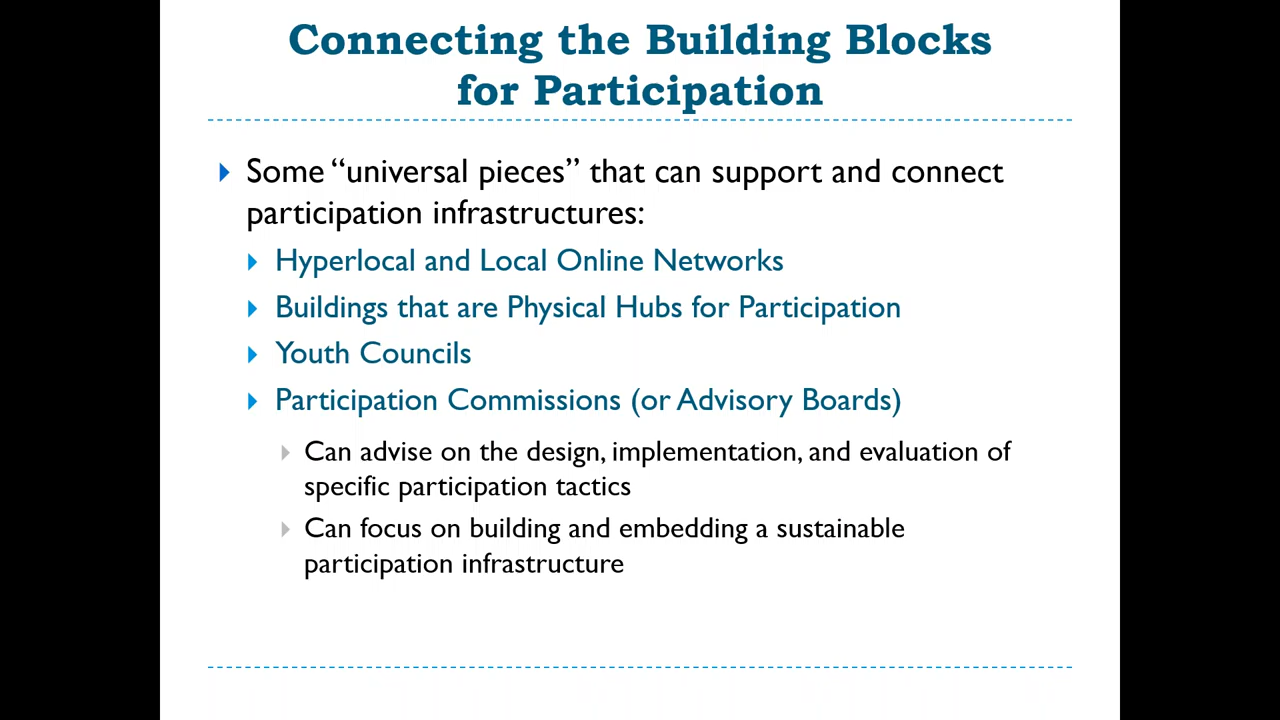 Connecting the Building Blocks
for Participation
Some “universal pieces” that can support and connect
participation infrastructures:
Hyperlocal and Local Online Networks
Buildings that are Physical Hubs for Participation
Youth Councils
Participation Commissions (or Advisory Boards)
Can advise on the design, implementation, and evaluation of
specific participation tactics
Can focus on building and embedding a sustainable
participation infrastructure